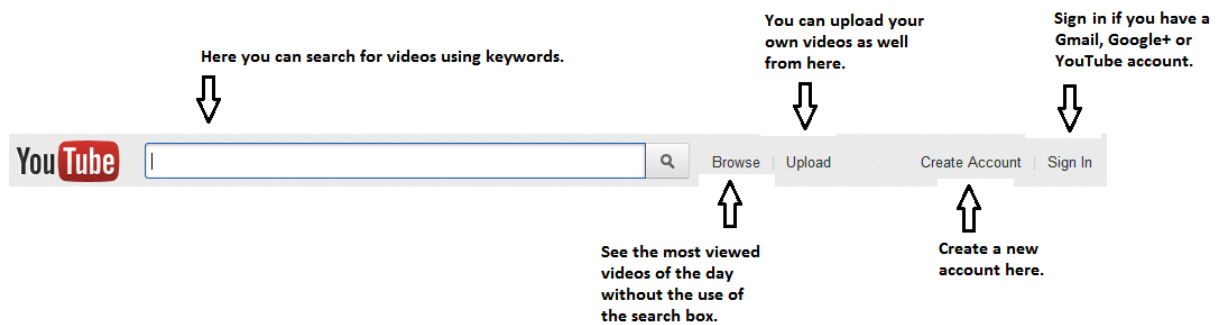 Here you can search for videos using keywords.
You can upload your
own videos as well
from here.
Sign in if you have a
Gmail, Google+ or
YouTube account.
YouTube
Browse | Upload
Create Account | Sign In
See the most viewed
videos of the day
without the use of
the search box.
Create a new
account here.